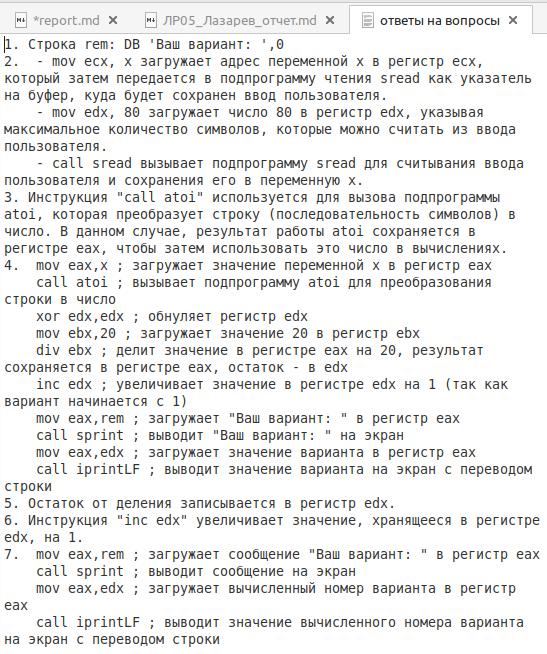 *report.md
ЛР05_Лазарев_отчет.md
ответы на вопросы
1. Строка rem: DB 'Ваш вариант: ',0
2.  - mov ecx, x загружает адрес переменной x в регистр ecx,
который затем передается в подпрограмму чтения sread как указатель
на буфер, куда будет сохранен ввод пользователя.
    - mov edx, 80 загружает число 80 в регистр edx, указывая
максимальное количество символов, которые можно считать из ввода
пользователя.
    - call sread вызывает подпрограмму sread для считывания ввода
пользователя и сохранения его в переменную x.
3. Инструкция "call atoi" используется для вызова подпрограммы
atoi, которая преобразует строку (последовательность символов) в
число. В данном случае, результат работы atoi сохраняется в
регистре eax, чтобы затем использовать это число в вычислениях.
4.  mov eax,x ; загружает значение переменной x в регистр eax
    call atoi ; вызывает подпрограмму atoi для преобразования
строки в число
    xor edx,edx ; обнуляет регистр edx
    mov ebx,20 ; загружает значение 20 в регистр ebx
    div ebx ; делит значение в регистре eax на 20, результат
сохраняется в регистре eax, остаток - в edx
    inc edx ; увеличивает значение в регистре edx на 1 (так как
вариант начинается с 1)
    mov eax,rem ; загружает "Ваш вариант: " в регистр eax
    call sprint ; выводит "Ваш вариант: " на экран
    mov eax,edx ; загружает значение варианта в регистр eax
    call iprintLF ; выводит значение варианта на экран с переводом
строки
5. Остаток от деления записывается в регистр edx.
6. Инструкция "inc edx" увеличивает значение, хранящееся в регистре
edx, на 1.
7.  mov eax,rem ; загружает сообщение "Ваш вариант: " в регистр eax
    call sprint ; выводит сообщение на экран
    mov eax,edx ; загружает вычисленный номер варианта в регистр
eax
    call iprintLF ; выводит значение вычисленного номера варианта
на экран с переводом строки